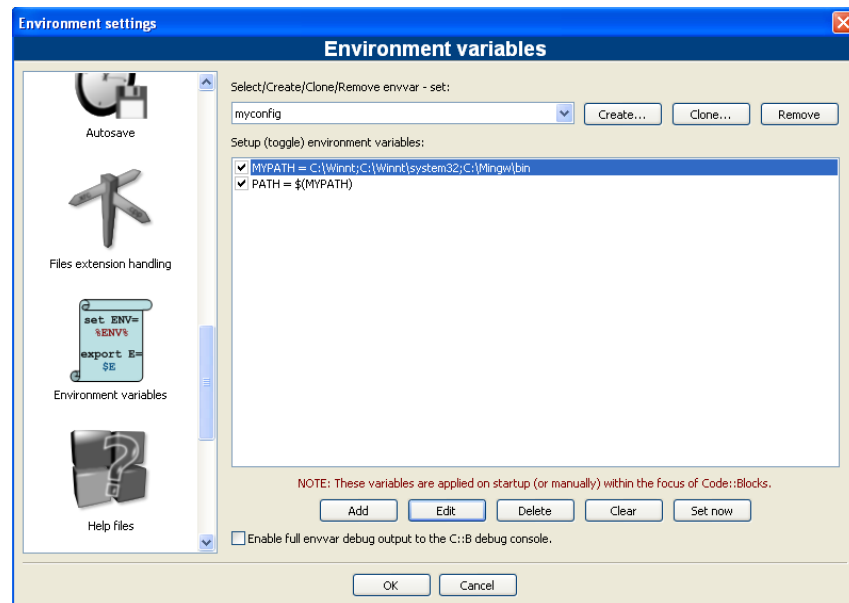 Environment settings
Environment variables
Autosave
Files extension handling
set ENV=
%ENV%
export E=
$E
Environment variables
Help files
Select/Create/Clone/Remove envvar - set:
myconfig
Create...
Clone...
Remove
Setup (toggle) environment variables:
MYPATH = C:\Winnt;C:\Winnt\system32;C:\Mingw\bin
PATH = $(MYPATH)
NOTE: These variables are applied on startup (or manually) within the focus of Code::Blocks.
Add
Edit
Delete
Clear
Set now
Enable full envvar debug output to the C::B debug console.
OK
Cancel